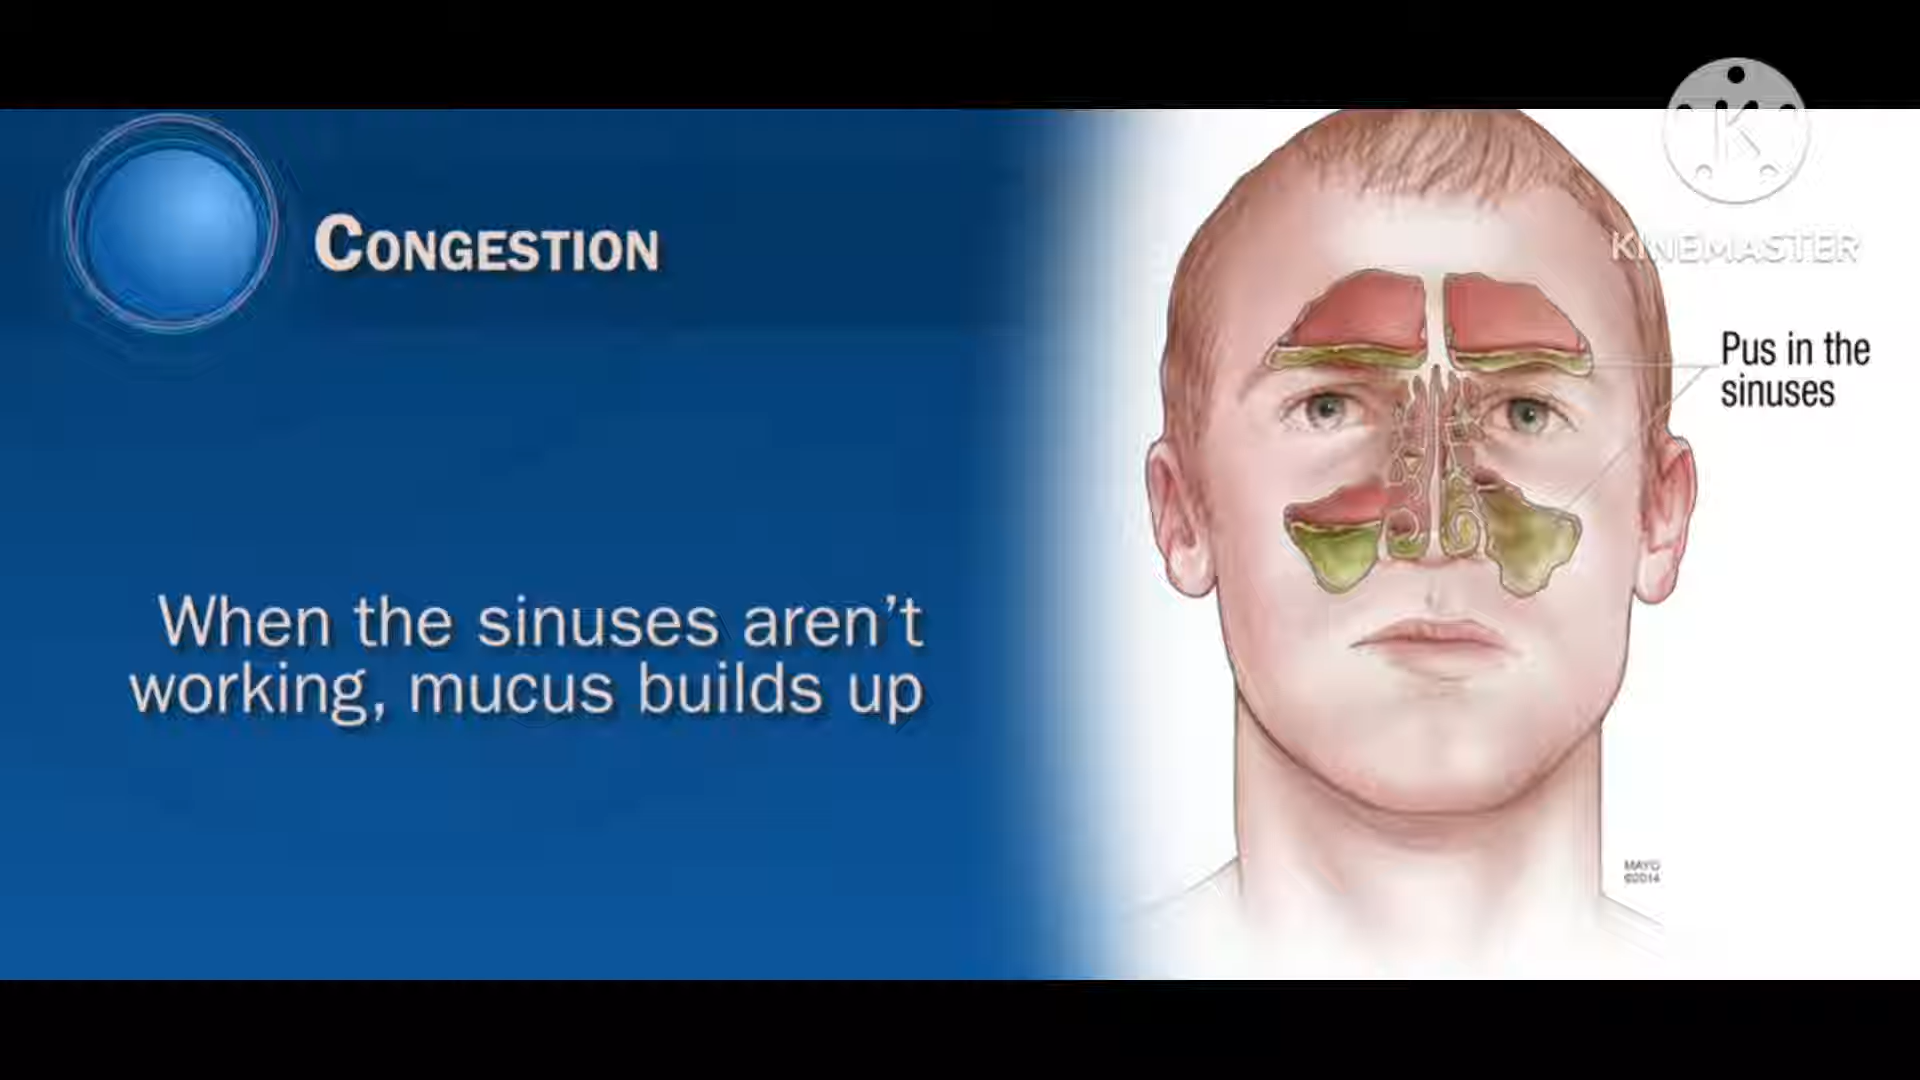 CONGESTION
When the sinuses aren't
working, mucus builds up
K
KINEMASTER
Pus in the
sinuses
MAYO
©2014